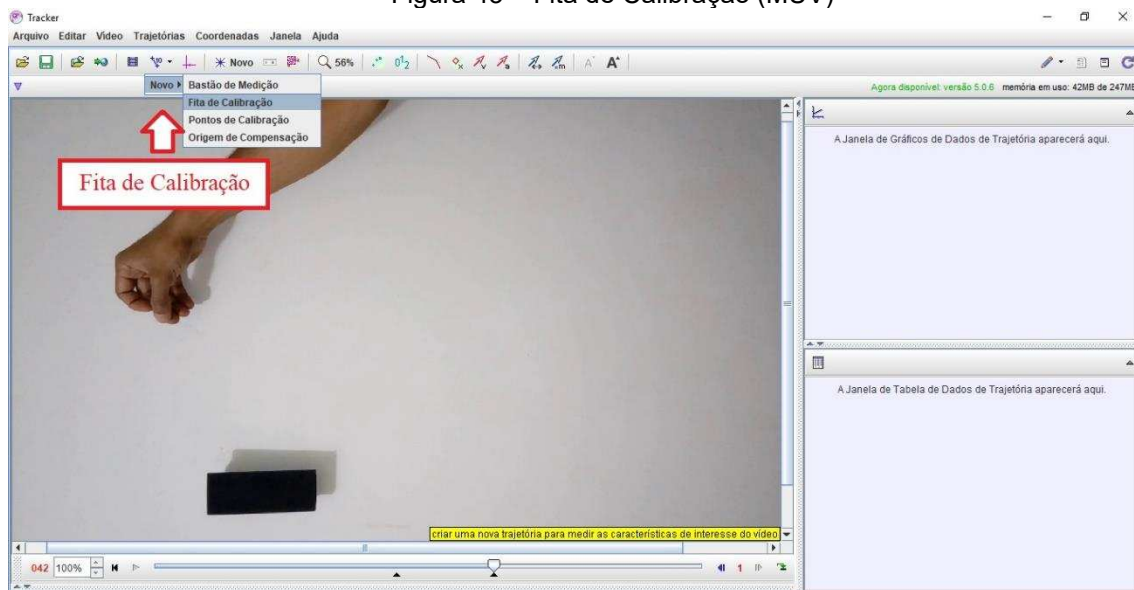 Figura 48 – Fita de Calibração (MUV)
Tracker
Arquivo Editar Video Trajetórias Coordenadas Janela Ajuda
Novo 56%
Novo Bastão de Medição
Agora disponível: versão 5.0.6 memória em uso: 42MB de 247MB
Fita de Calibração
Pontos de Calibração
Origem de Compensação
Fita de Calibração
A Janela de Gráficos de Dados de Trajetória aparecerá aqui.
A Janela de Tabela de Dados de Trajetória aparecerá aqui.
criar uma nova trajetória para medir as características de interesse do vídeo
042 100% 1